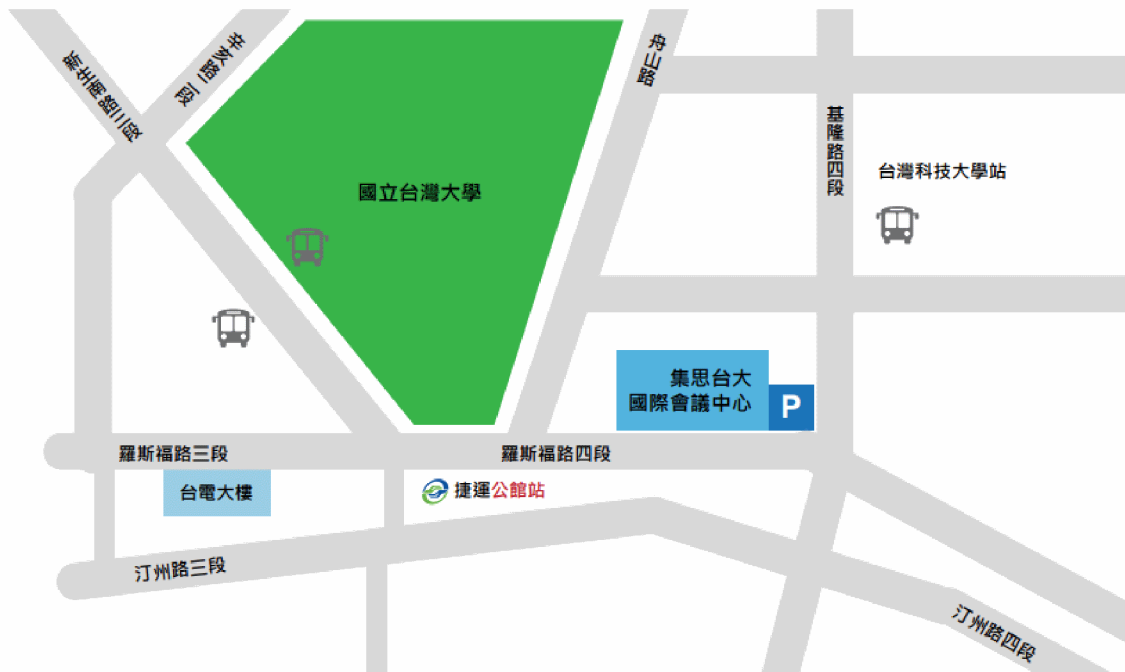 新生南路三段
辛亥路一段
舟山路
基隆路四段
台灣科技大學站
國立台灣大學
集思台大
國際會議中心
P
羅斯福路三段
羅斯福路四段
台電大樓
捷運公館站
汀州路三段
汀州路四段